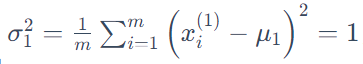 σ₁² = 1/m ∑ᵢ₌₁ᵐ (xᵢ⁽¹⁾ − μ₁)² = 1